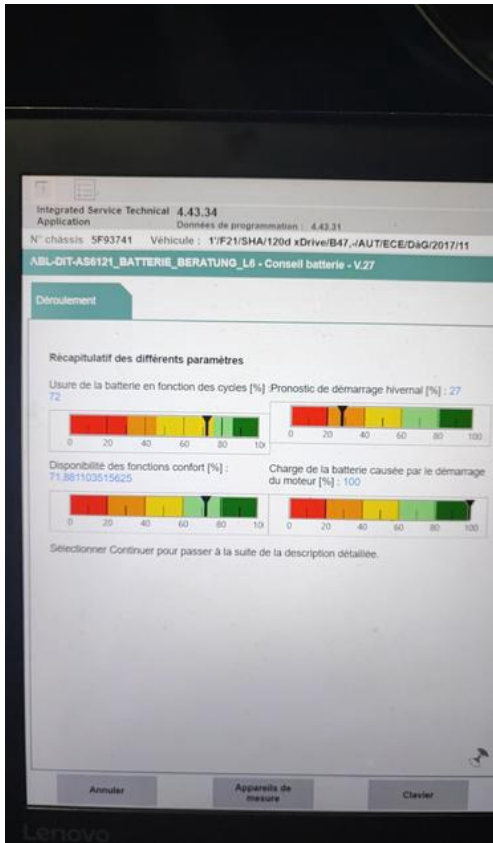 Integrated Service Technical Application 4.43.34
Données de programmation : 4.43.31
N° châssis 5F93741 Véhicule : 1'/F21/SHA/120d xDrive/B47,-/AUT/ECE/DàG/2017/11
ABL-DIT-AS6121_BATTERIE_BERATUNG_L6 - Conseil batterie - V.27
Déroulement
Récapitulatif des différents paramètres
Usure de la batterie en fonction des cycles [%] :
72
0 20 40 60 80 10
Pronostic de démarrage hivernal [%] : 27
0 20 40 60 80 100
Disponibilité des fonctions confort [%] :
71.881103515625
0 20 40 60 80 10
Charge de la batterie causée par le démarrage
du moteur [%] : 100
0 20 40 60 80 100
Sélectionner Continuer pour passer à la suite de la description détaillée.
Annuler
Appareils de
mesure
Clavier
Lenovo